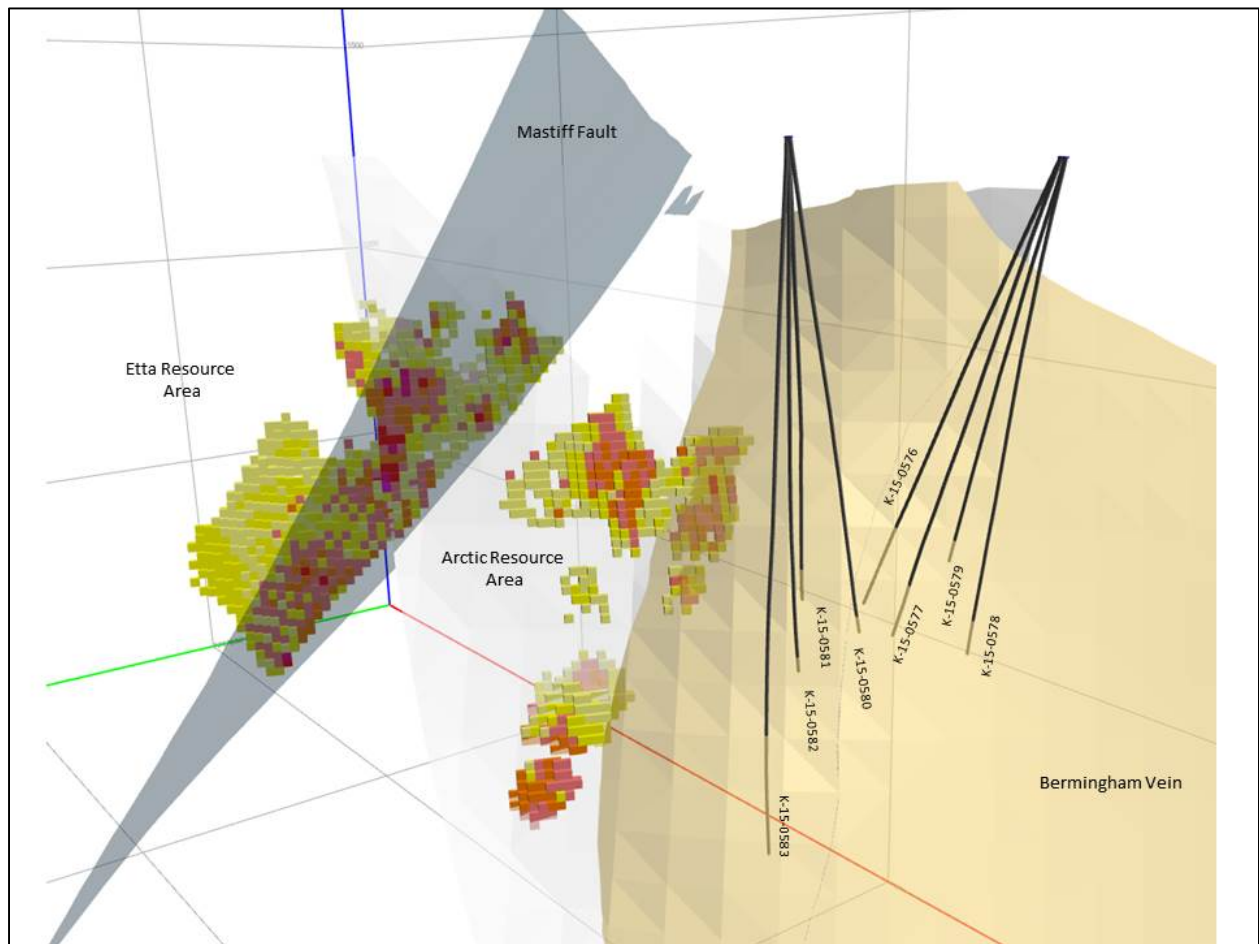 1500
Mastiff Fault
Etta Resource
Area
Arctic Resource
Area
K-15-0576
K-15-0577
K-15-0579
K-15-0578
K-15-0581
K-15-0580
K-15-0582
K-15-0583
Bermingham Vein